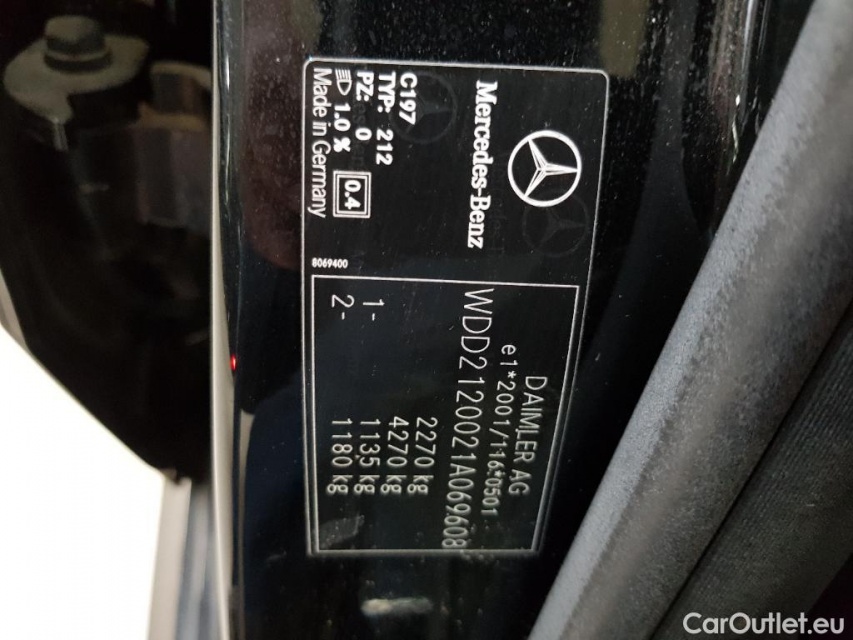 Mercedes-Benz
C197
TYP: 212
PZ: 0
1.0 % 0.4
Made in Germany
8069400
DAIMLER AG
e1*2001/116*0501
WDD2120021A069608
2270 kg
4270 kg
1- 1135 kg
2- 1180 kg
CarOutlet.eu